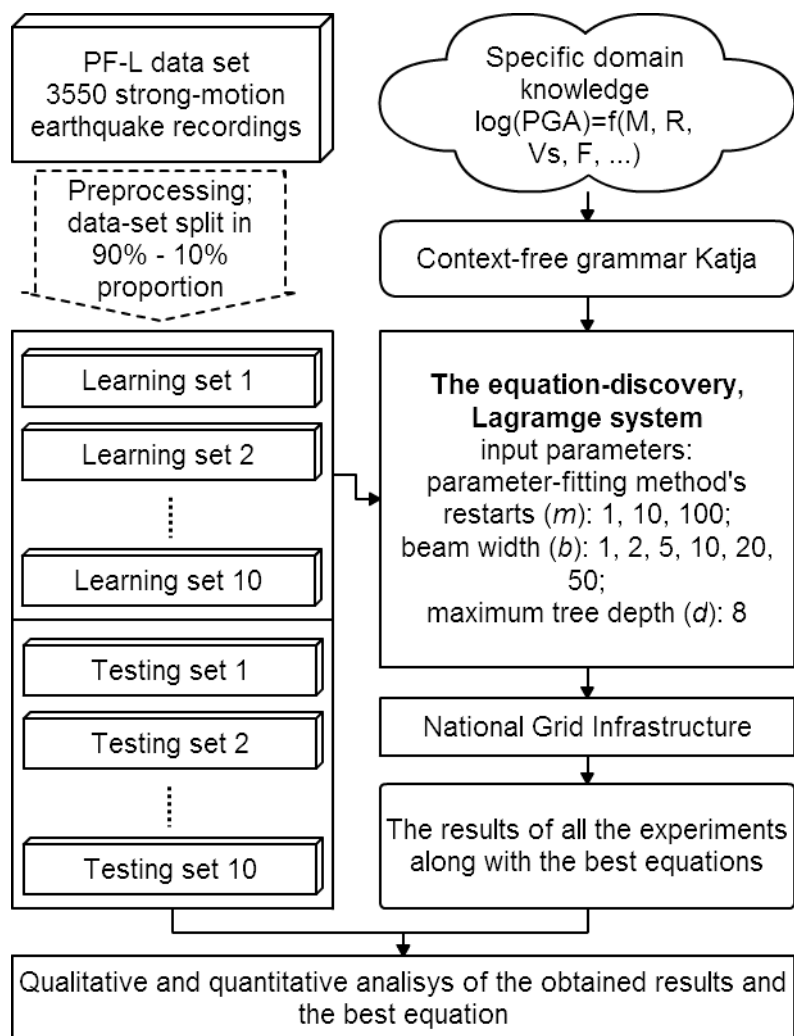 PF-L data set
3550 strong-motion
earthquake recordings
Preprocessing;
data-set split in
90% - 10%
proportion
Learning set 1
Learning set 2
Learning set 10
Testing set 1
Testing set 2
Testing set 10
Specific domain
knowledge
log(PGA)=f(M, R,
Vs, F, ...)
Context-free grammar Katja
The equation-discovery,
Lagramge system
input parameters:
parameter-fitting method's
restarts (m): 1, 10, 100;
beam width (b): 1, 2, 5, 10, 20,
50;
maximum tree depth (d): 8
National Grid Infrastructure
The results of all the experiments
along with the best equations
Qualitative and quantitative analisys of the obtained results and
the best equation